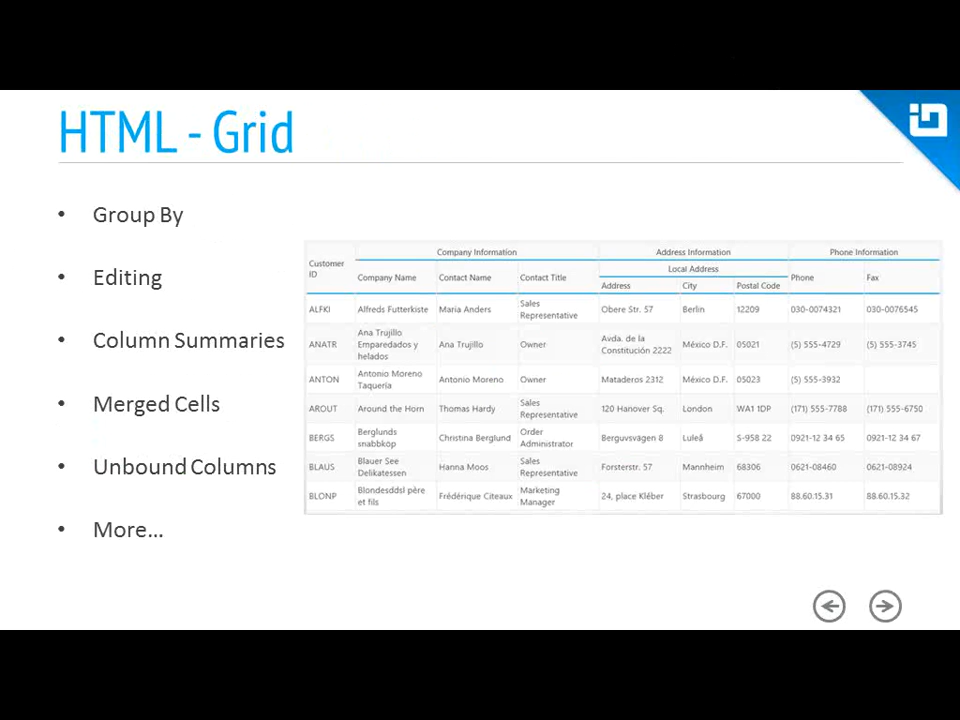 HTML - Grid
• Group By
• Editing
• Column Summaries
• Merged Cells
• Unbound Columns
• More...
Customer ID
Company Information
Address Information
Phone Information
Local Address
Company Name Contact Name Contact Title Address City Postal Code Phone Fax
ALFKI Alfreds Futterkiste Maria Anders Sales Representative Obere Str. 57 Berlin 12209 030-0074321 030-0076545
ANATR Ana Trujillo Emparedados y helados Ana Trujillo Owner Avda. de la Constitución 2222 México D.F. 05021 (5) 555-4729 (5) 555-3745
ANTON Antonio Moreno Taquería Antonio Moreno Owner Mataderos 2312 México D.F. 05023 (5) 555-3932
AROUT Around the Horn Thomas Hardy Sales Representative 120 Hanover Sq. London WA1 1DP (171) 555-7788 (171) 555-6750
BERGS Berglunds snabbköp Christina Berglund Order Administrator Berguvsvägen 8 Luleå S-958 22 0921-12 34 65 0921-12 34 67
BLAUS Blauer See Delikatessen Hanna Moos Sales Representative Forsterstr. 57 Mannheim 68306 0621-08460 0621-08924
BLONP Blondesddsl père et fils Frédérique Citeaux Marketing Manager 24, place Kléber Strasbourg 67000 88.60.15.31 88.60.15.32